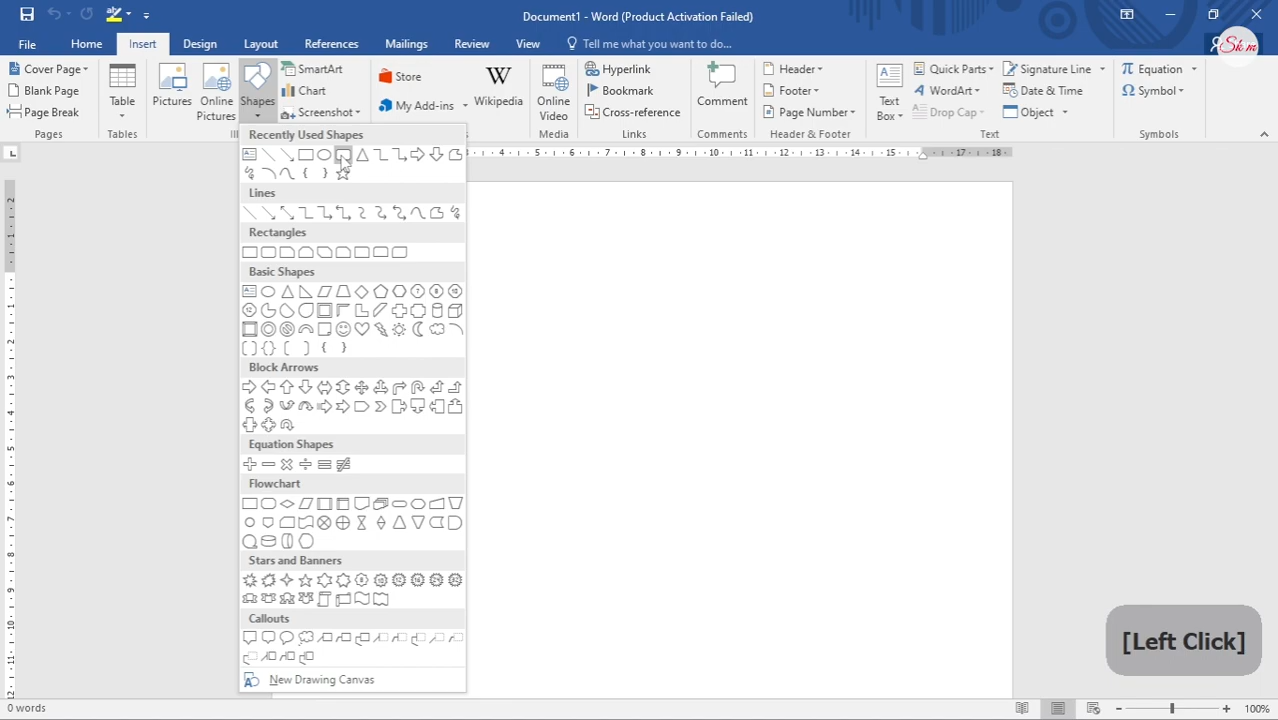 Document1 - Word (Product Activation Failed)
File Home Insert Design Layout References Mailings Review View Tell me what you want to do...
Sk m
Cover Page
Blank Page
Page Break
Pages
Table
Tables
Pictures
Online Pictures
Shapes
SmartArt
Chart
Screenshot
Store
My Add-ins
Wikipedia
Online Video
Media
Hyperlink
Bookmark
Cross-reference
Links
Comment
Comments
Header
Footer
Page Number
Header & Footer
Text Box
Quick Parts
WordArt
Drop Cap
Signature Line
Date & Time
Object
Text
Equation
Symbol
Symbols
Recently Used Shapes
Lines
Rectangles
Basic Shapes
Block Arrows
Equation Shapes
Flowchart
Stars and Banners
Callouts
New Drawing Canvas
[Left Click]
0 words
100%